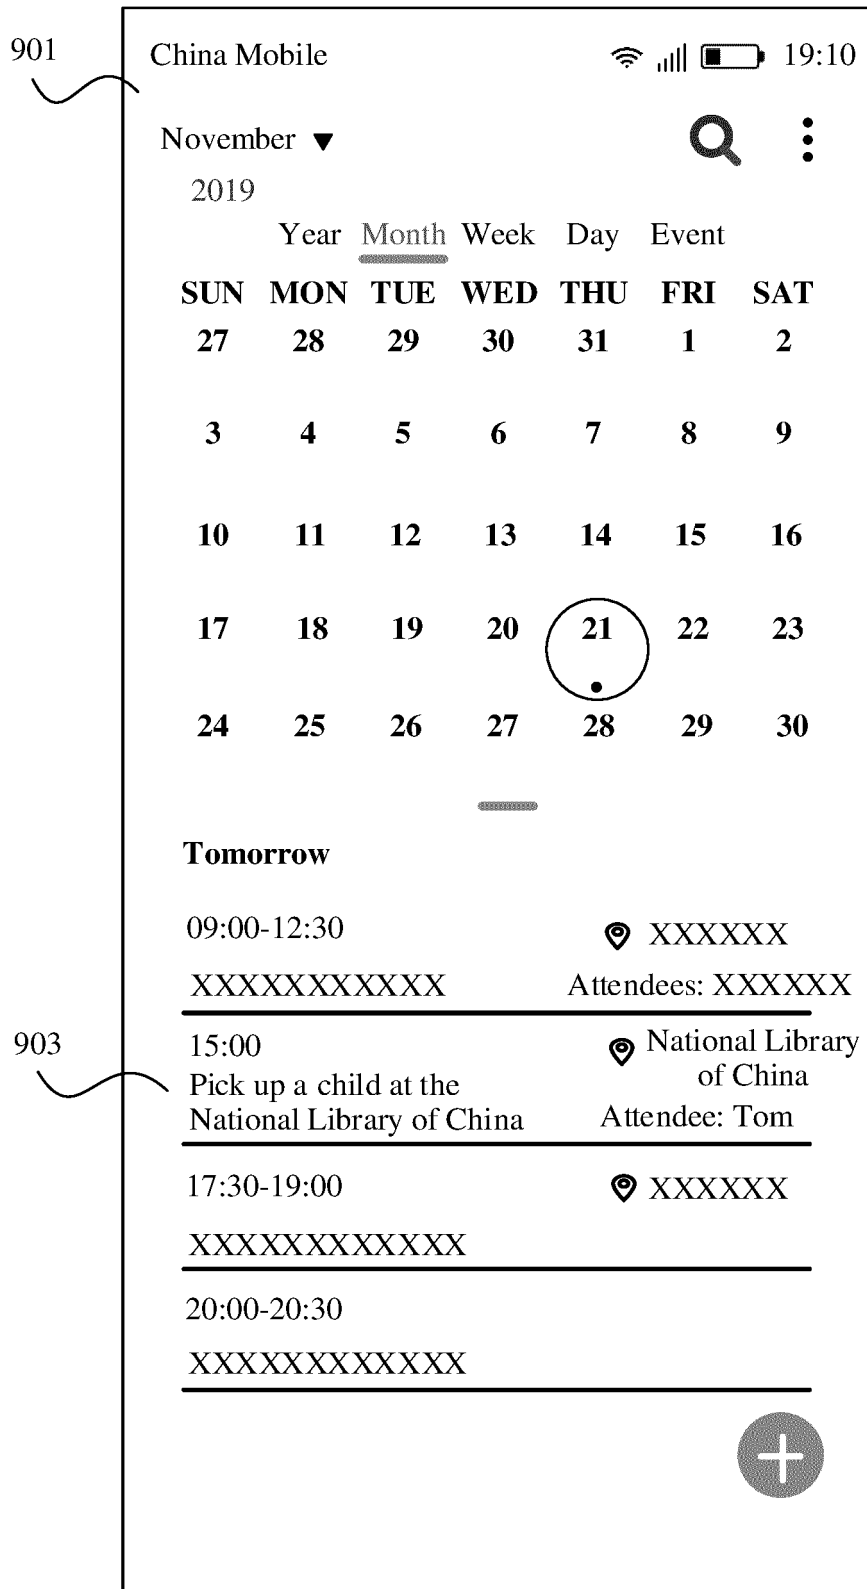 901
China Mobile 19:10
November
2019
Year Month Week Day Event
SUN MON TUE WED THU FRI SAT
27 28 29 30 31 1 2
3 4 5 6 7 8 9
10 11 12 13 14 15 16
17 18 19 20 21 22 23
24 25 26 27 28 29 30
Tomorrow
09:00-12:30 XXXXXX
XXXXXXXXXXX Attendees: XXXXXX
903
15:00 National Library
Pick up a child at the of China
National Library of China Attendee: Tom
17:30-19:00 XXXXXX
XXXXXXXXXXXX
20:00-20:30
XXXXXXXXXXXX